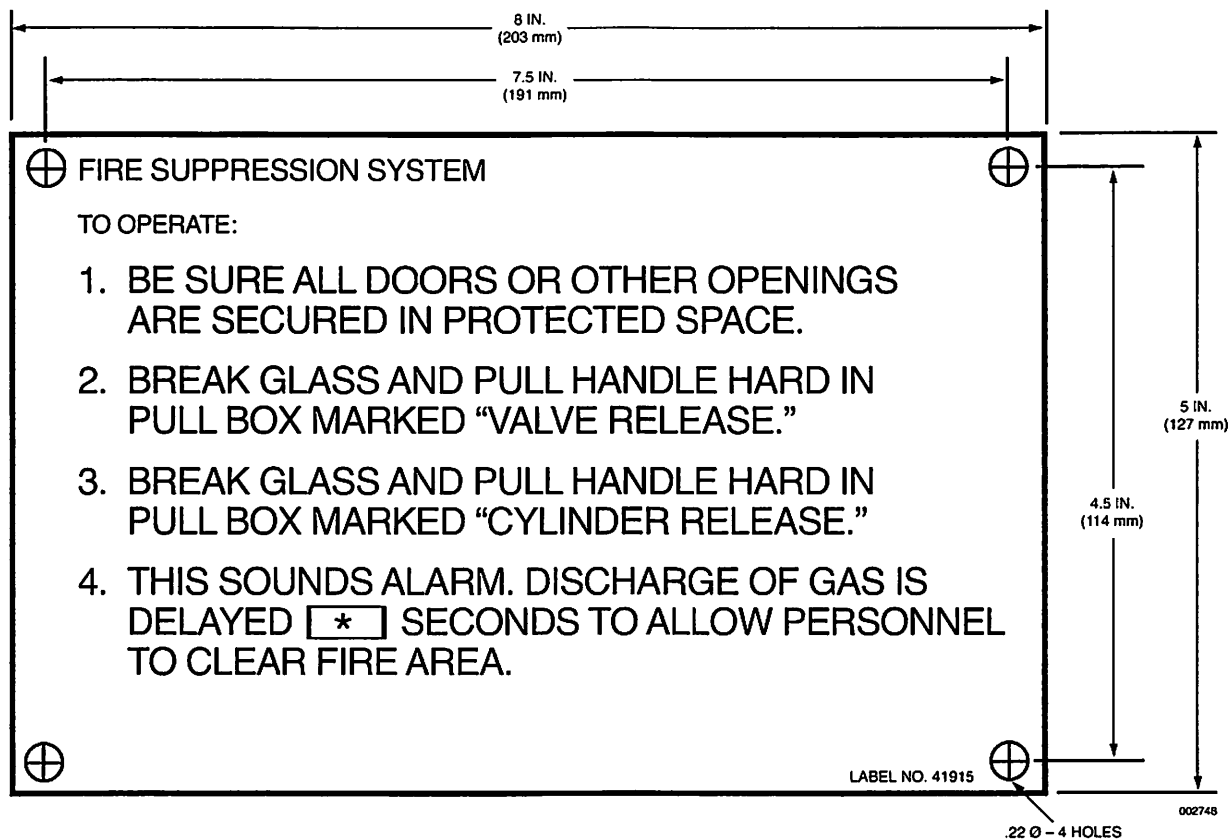 8 IN.
(203 mm)
7.5 IN.
(191 mm)
FIRE SUPPRESSION SYSTEM
TO OPERATE:
1. BE SURE ALL DOORS OR OTHER OPENINGS
ARE SECURED IN PROTECTED SPACE.
2. BREAK GLASS AND PULL HANDLE HARD IN
PULL BOX MARKED “VALVE RELEASE.”
3. BREAK GLASS AND PULL HANDLE HARD IN
PULL BOX MARKED “CYLINDER RELEASE.”
4. THIS SOUNDS ALARM. DISCHARGE OF GAS IS
DELAYED * SECONDS TO ALLOW PERSONNEL
TO CLEAR FIRE AREA.
LABEL NO. 41915
5 IN.
(127 mm)
4.5 IN.
(114 mm)
002748
.22 Ø – 4 HOLES